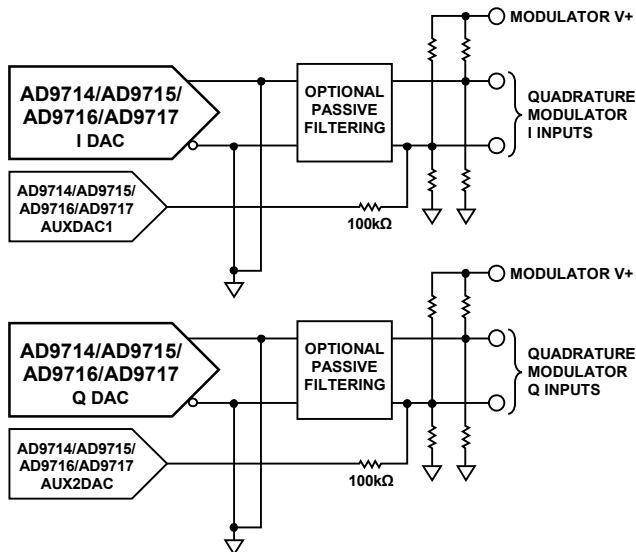 MODULATOR V+
AD9714/AD9715/
AD9716/AD9717
I DAC
OPTIONAL
PASSIVE
FILTERING
QUADRATURE
MODULATOR
I INPUTS
AD9714/AD9715/
AD9716/AD9717
AUXDAC1
100kΩ
MODULATOR V+
AD9714/AD9715/
AD9716/AD9717
Q DAC
OPTIONAL
PASSIVE
FILTERING
QUADRATURE
MODULATOR
Q INPUTS
AD9714/AD9715/
AD9716/AD9717
AUX2DAC
100kΩ